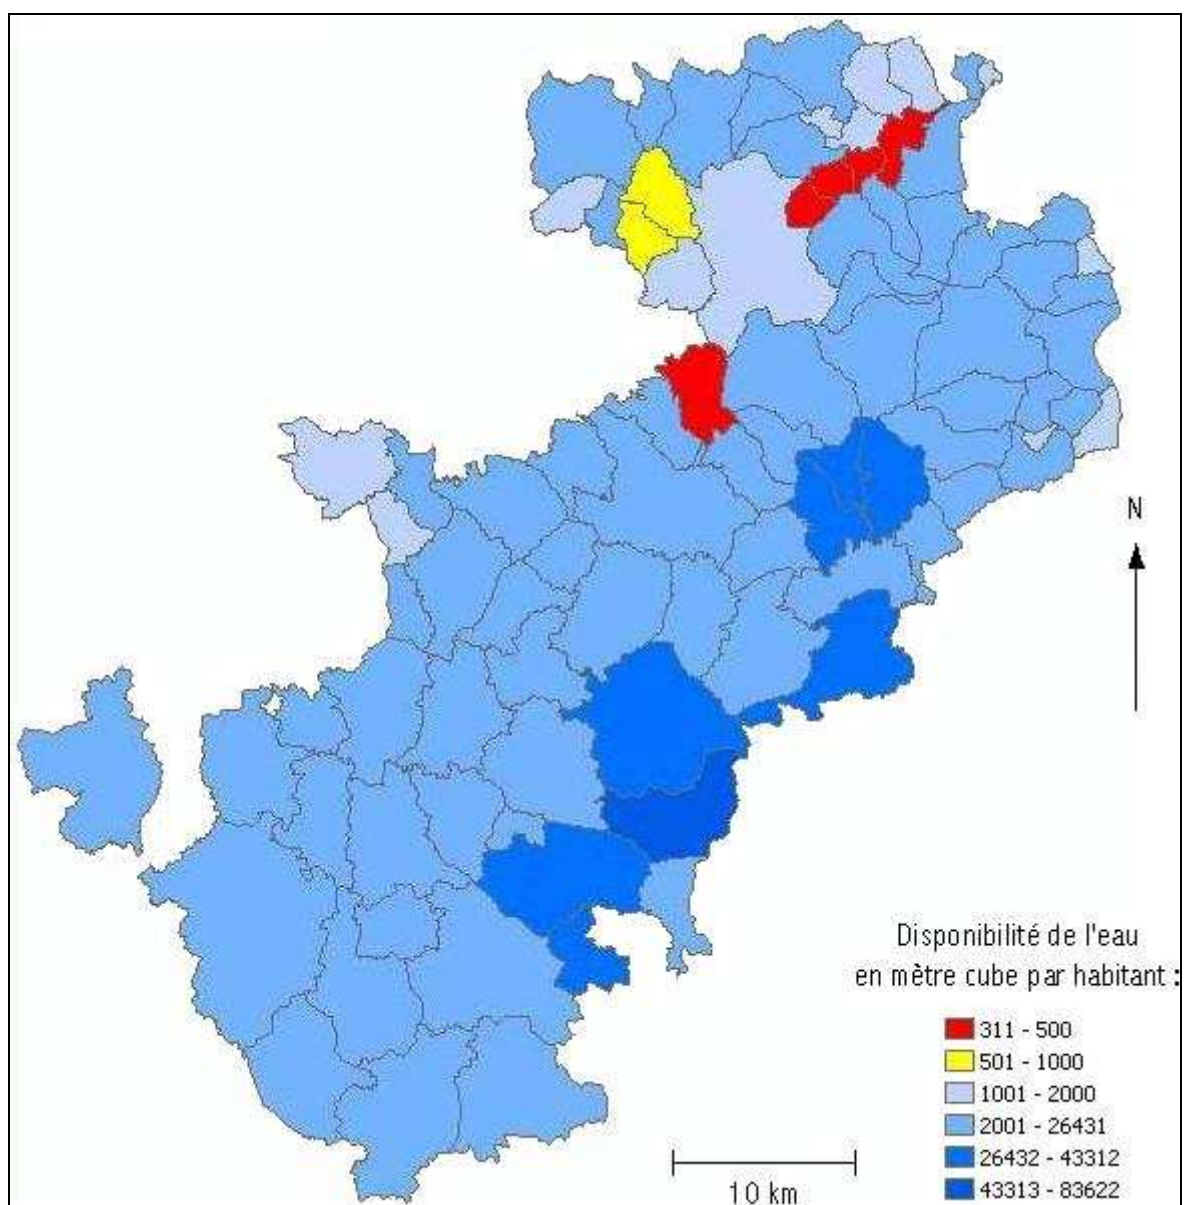 N
Disponibilité de l'eau
en mètre cube par habitant :
311 - 500
501 - 1000
1001 - 2000
2001 - 26431
26432 - 43312
43313 - 83622
10 km